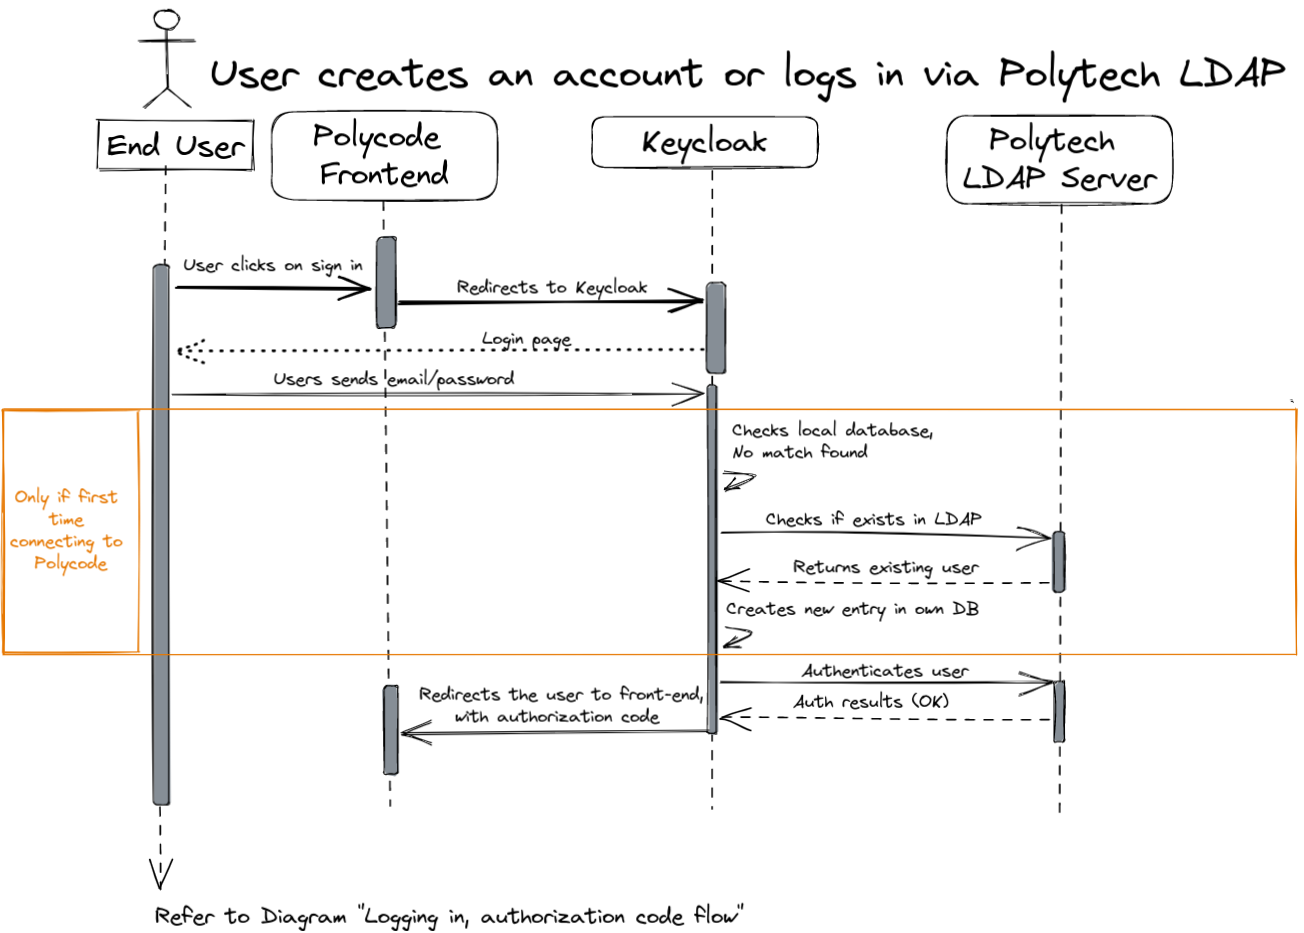 User creates an account or logs in via Polytech LDAP
End User
Polycode
Frontend
Keycloak
Polytech
LDAP Server
User clicks on sign in
Redirects to Keycloak
Login page
Users sends email/password
Checks local database,
No match found
Only if first
time
connecting to
Polycode
Checks if exists in LDAP
Returns existing user
Creates new entry in own DB
Authenticates user
Redirects the user to front-end,
with authorization code
Auth results (OK)
Refer to Diagram "Logging in, authorization code flow"